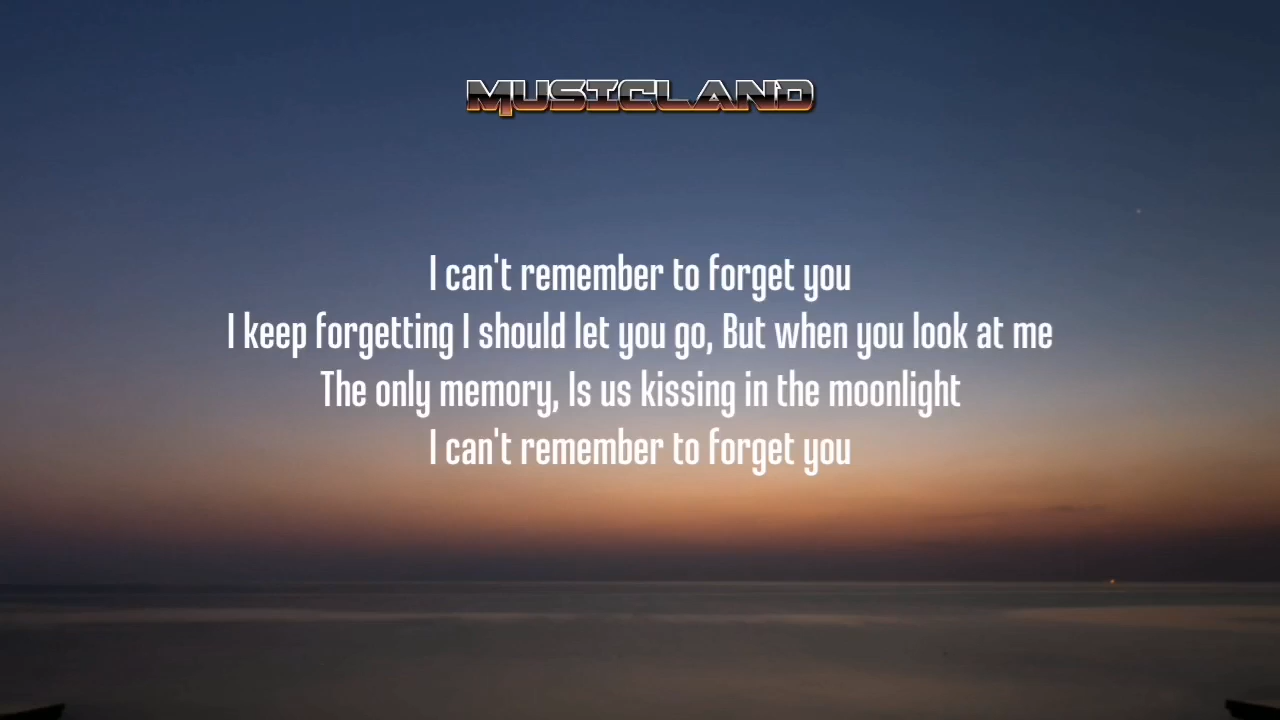 MUSICLAND
I can't remember to forget you
I keep forgetting I should let you go, But when you look at me
The only memory, Is us kissing in the moonlight
I can't remember to forget you